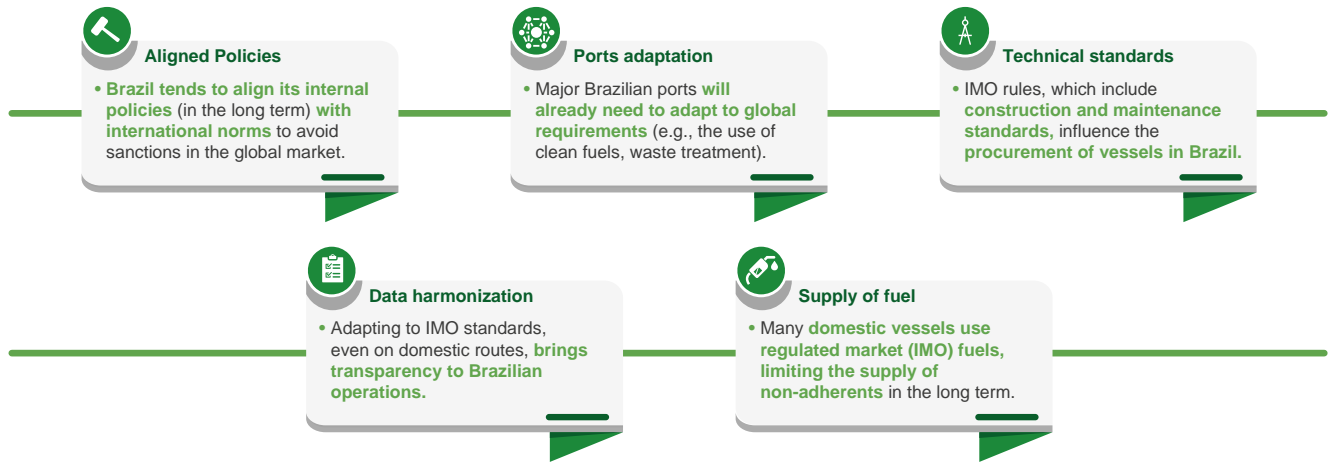 Aligned Policies
• Brazil tends to align its internal
policies (in the long term) with
international norms to avoid
sanctions in the global market.
Ports adaptation
• Major Brazilian ports will
already need to adapt to global
requirements (e.g., the use of
clean fuels, waste treatment).
Technical standards
• IMO rules, which include
construction and maintenance
standards, influence the
procurement of vessels in Brazil.
Data harmonization
• Adapting to IMO standards,
even on domestic routes, brings
transparency to Brazilian
operations.
Supply of fuel
• Many domestic vessels use
regulated market (IMO) fuels,
limiting the supply of
non-adherents in the long term.